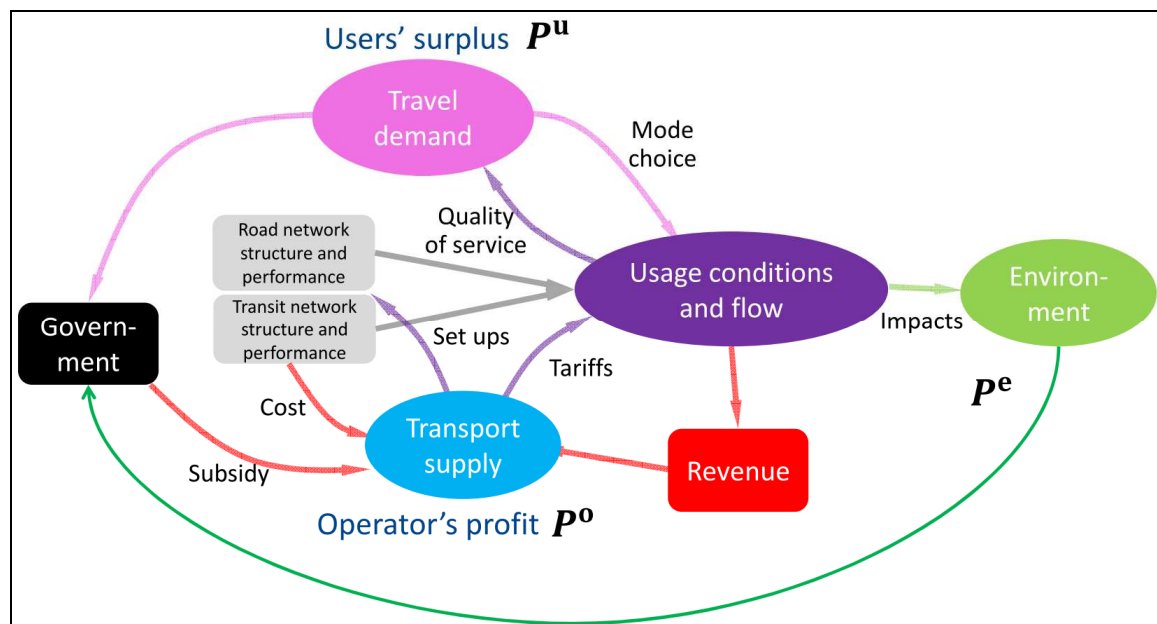 Users' surplus P^u
Travel
demand
Mode
choice
Quality
of service
Road network
structure and
performance
Usage conditions
and flow
Environ-
ment
Transit network
structure and
performance
Govern-
ment
Set ups
Tariffs
Impacts
Cost
P^e
Transport
supply
Subsidy
Revenue
Operator's profit P^o